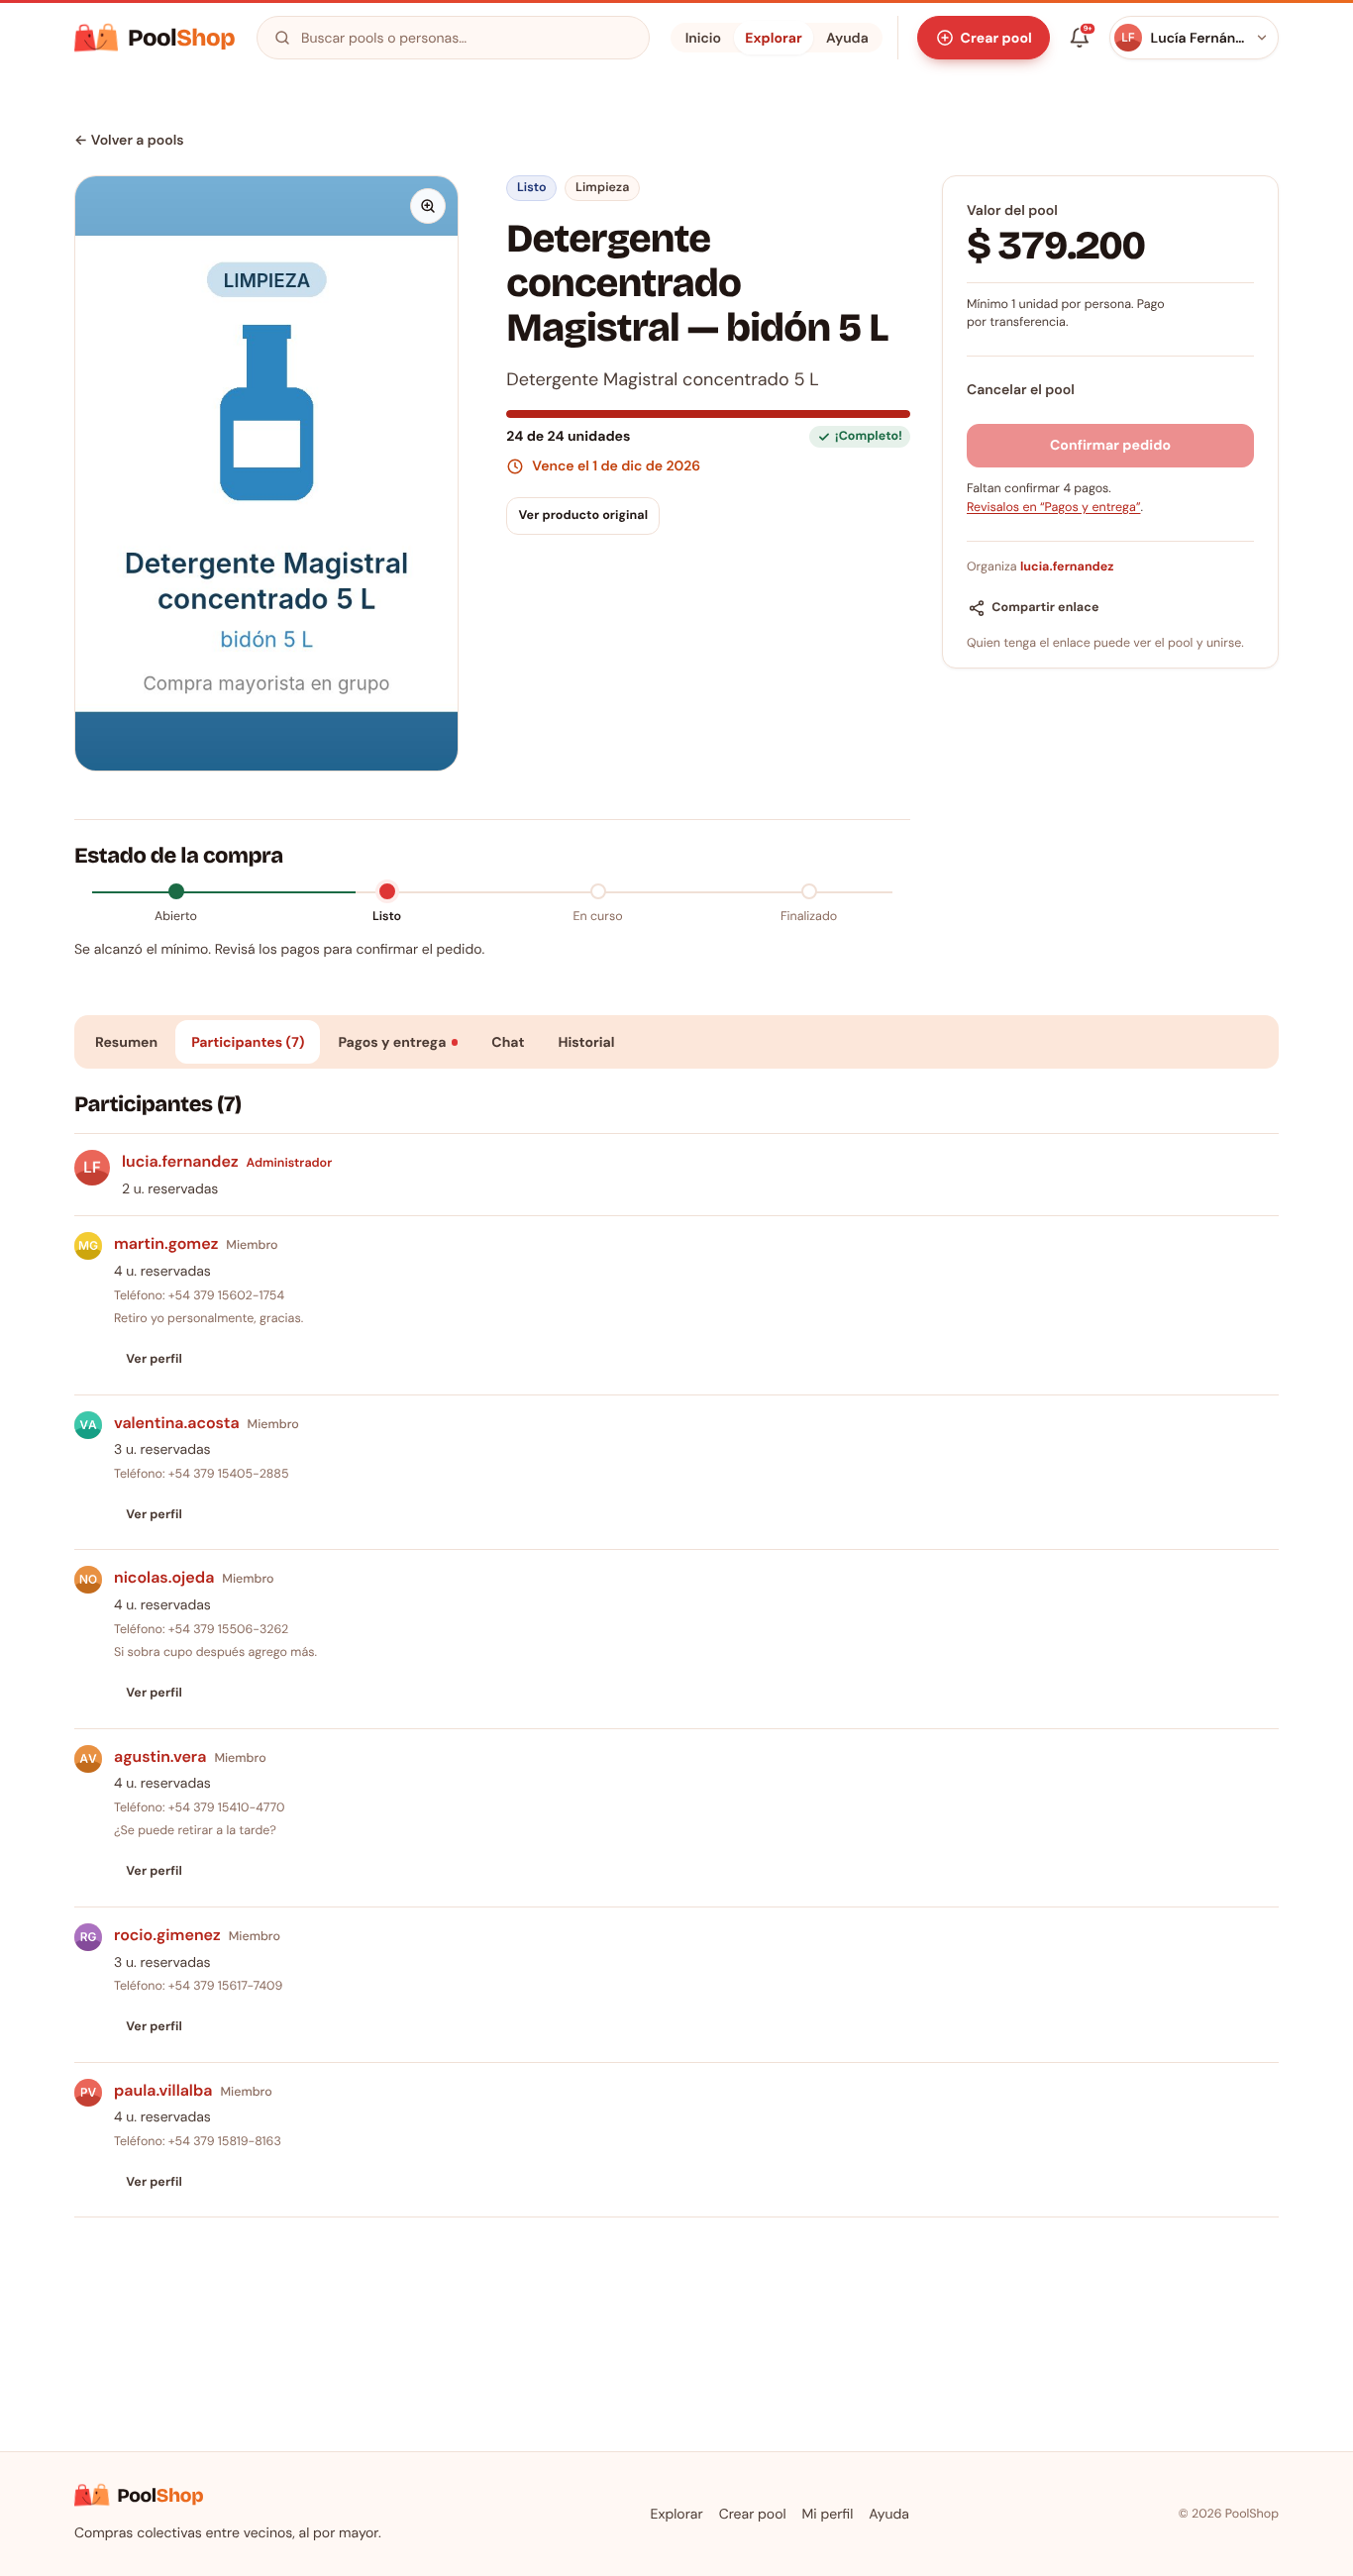 PoolShop
Buscar pools o personas...
Inicio
Explorar
Ayuda
Crear pool
9+
LF
Lucía Fernán...
← Volver a pools
LIMPIEZA
Detergente Magistral
concentrado 5 L
bidón 5 L
Compra mayorista en grupo
Listo
Limpieza
Detergente
concentrado
Magistral — bidón 5 L
Detergente Magistral concentrado 5 L
24 de 24 unidades
¡Completo!
Vence el 1 de dic de 2026
Ver producto original
Valor del pool
$ 379.200
Mínimo 1 unidad por persona. Pago
por transferencia.
Cancelar el pool
Confirmar pedido
Faltan confirmar 4 pagos.
Revisalos en “Pagos y entrega”.
Organiza lucia.fernandez
Compartir enlace
Quien tenga el enlace puede ver el pool y unirse.
Estado de la compra
Abierto
Listo
En curso
Finalizado
Se alcanzó el mínimo. Revisá los pagos para confirmar el pedido.
Resumen
Participantes (7)
Pagos y entrega
Chat
Historial
Participantes (7)
LF
lucia.fernandez Administrador
2 u. reservadas
MG
martin.gomez Miembro
4 u. reservadas
Teléfono: +54 379 15602-1754
Retiro yo personalmente, gracias.
Ver perfil
VA
valentina.acosta Miembro
3 u. reservadas
Teléfono: +54 379 15405-2885
Ver perfil
NO
nicolas.ojeda Miembro
4 u. reservadas
Teléfono: +54 379 15506-3262
Si sobra cupo después agrego más.
Ver perfil
AV
agustin.vera Miembro
4 u. reservadas
Teléfono: +54 379 15410-4770
¿Se puede retirar a la tarde?
Ver perfil
RG
rocio.gimenez Miembro
3 u. reservadas
Teléfono: +54 379 15617-7409
Ver perfil
PV
paula.villalba Miembro
4 u. reservadas
Teléfono: +54 379 15819-8163
Ver perfil
PoolShop
Compras colectivas entre vecinos, al por mayor.
Explorar
Crear pool
Mi perfil
Ayuda
© 2026 PoolShop